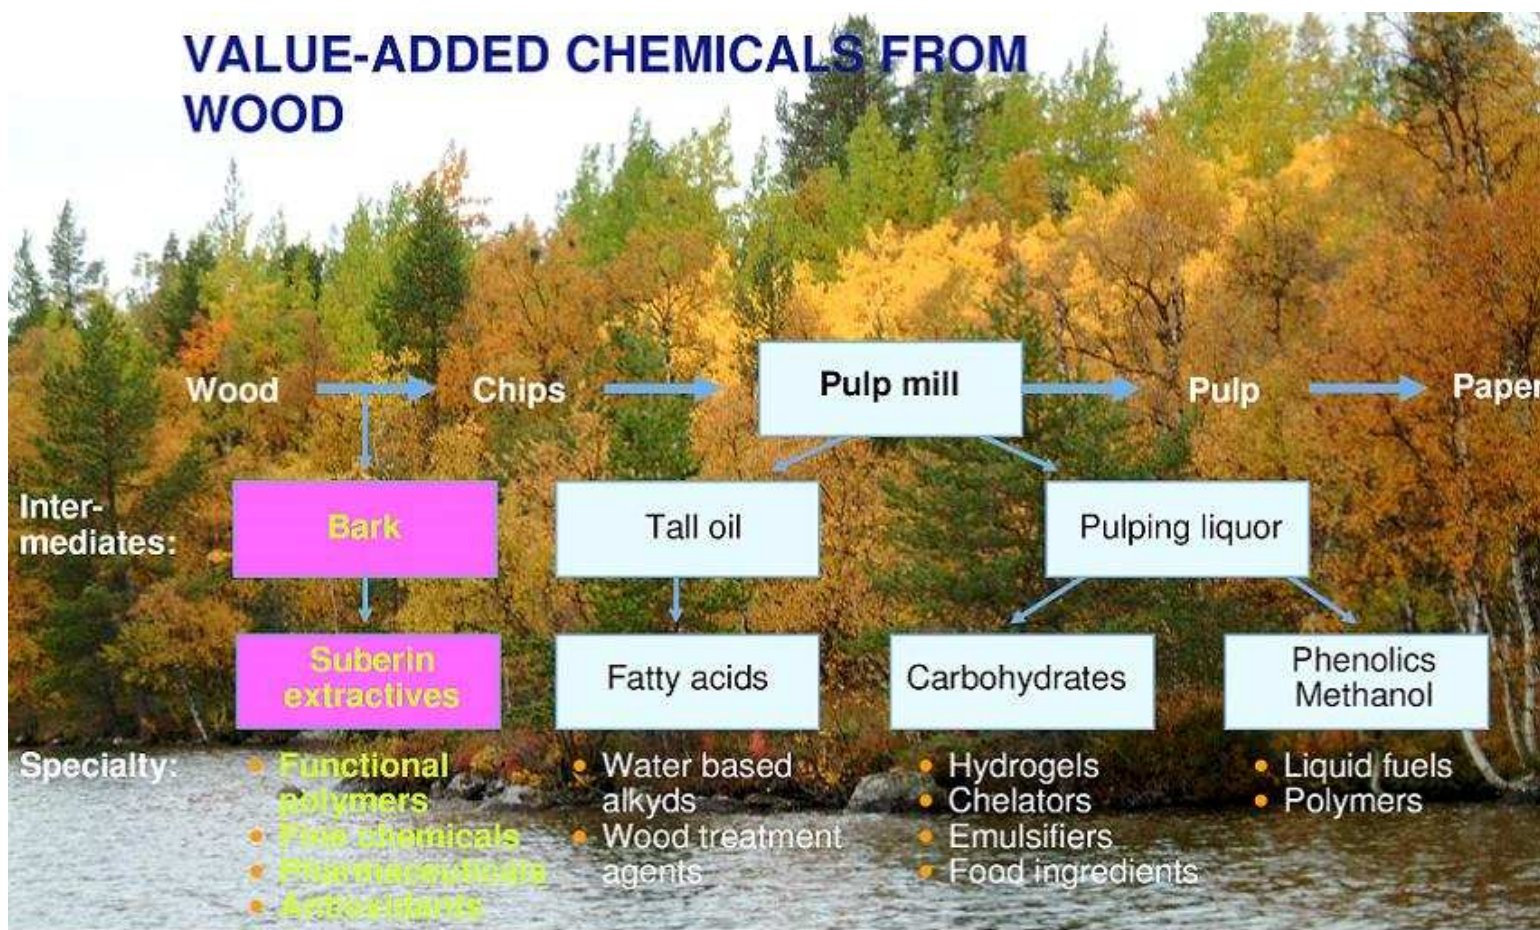 VALUE-ADDED CHEMICALS FROM
WOOD
Wood
Chips
Pulp mill
Pulp
Paper
Inter-
mediates:
Bark
Tall oil
Pulping liquor
Suberin
extractives
Fatty acids
Carbohydrates
Phenolics
Methanol
Specialty:
• Functional
polymers
• Fine chemicals
• Pharmaceuticals
• Antioxidants
• Water based
alkyds
• Wood treatment
agents
• Hydrogels
• Chelators
• Emulsifiers
• Food ingredients
• Liquid fuels
• Polymers